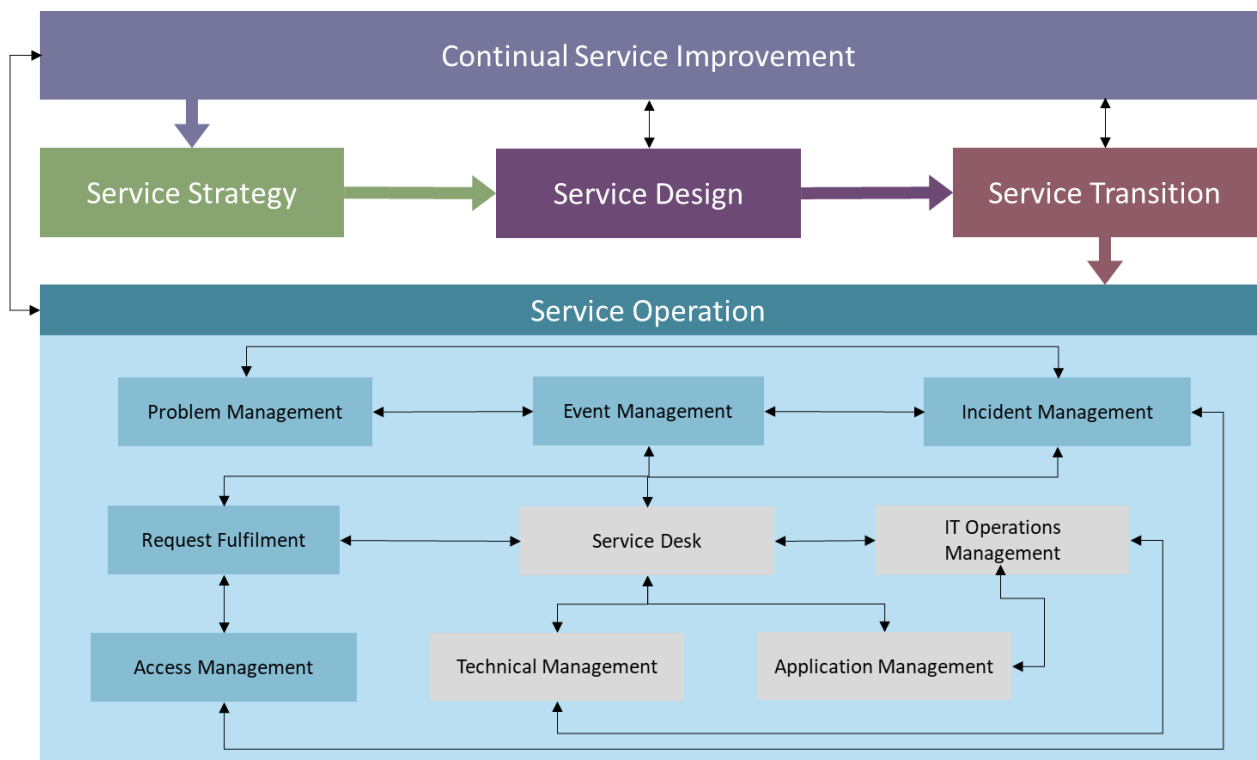 Continual Service Improvement
Service Strategy
Service Design
Service Transition
Service Operation
Problem Management
Event Management
Incident Management
Request Fulfilment
Service Desk
IT Operations
Management
Access Management
Technical Management
Application Management